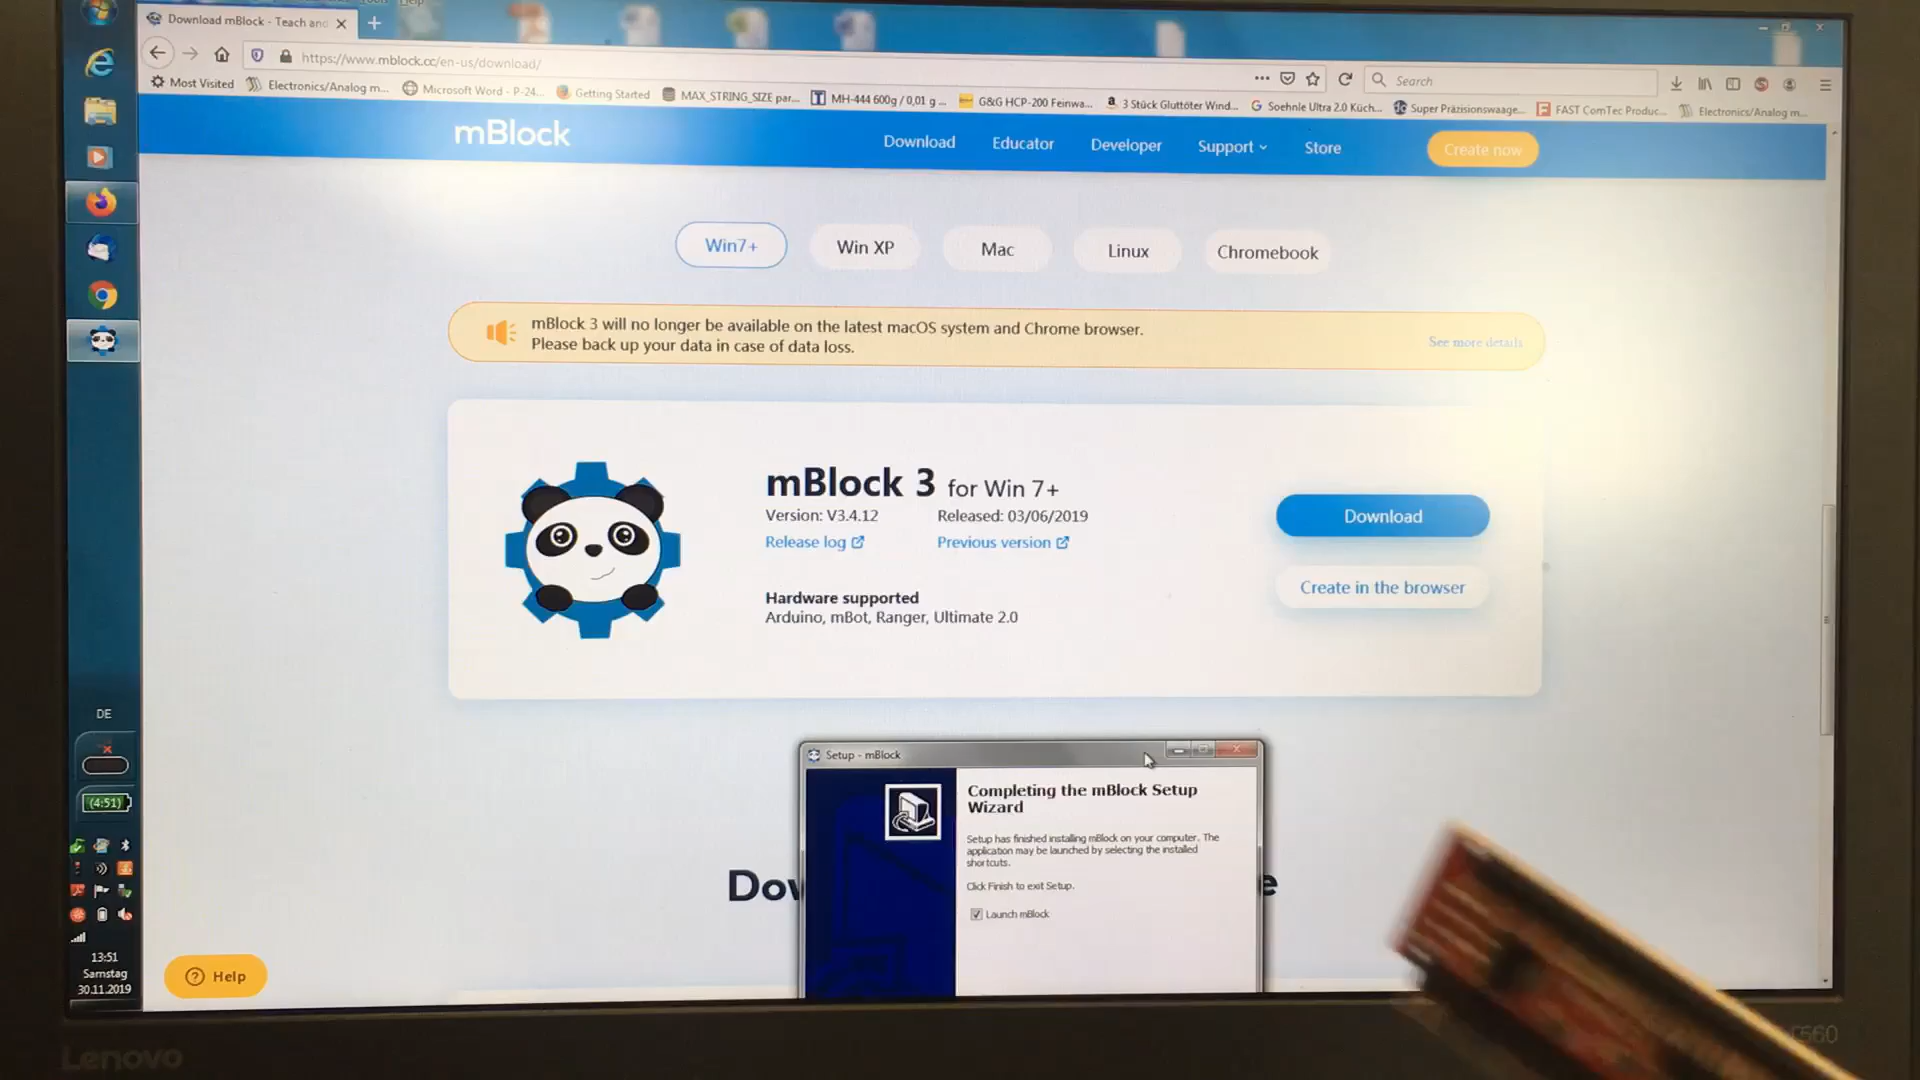 Download mBlock - Teach and
https://www.mblock.cc/en-us/download/
Search
Most Visited
Electronics/Analog m...
Microsoft Word - P-24...
Getting Started
MAX_STRING_SIZE par...
MH-444 600g / 0,01 g ...
G&G HCP-200 Feinwa...
3 Stück Gluttöter Wind...
Soehnle Ultra 2.0 Küch...
Super Präzisionswaage...
FAST ComTec Produc...
Electronics/Analog m...
mBlock
Download
Educator
Developer
Support
Store
Create now
Win7+
Win XP
Mac
Linux
Chromebook
mBlock 3 will no longer be available on the latest macOS system and Chrome browser.
Please back up your data in case of data loss.
See more details
mBlock 3 for Win 7+
Version: V3.4.12
Released: 03/06/2019
Release log
Previous version
Hardware supported
Arduino, mBot, Ranger, Ultimate 2.0
Download
Create in the browser
DE
(4:51)
Setup - mBlock
Completing the mBlock Setup
Wizard
Setup has finished installing mBlock on your computer. The
application may be launched by selecting the installed
shortcuts.
Click Finish to exit Setup.
Launch mBlock
13:51
Samstag
30.11.2019
Help
Lenovo